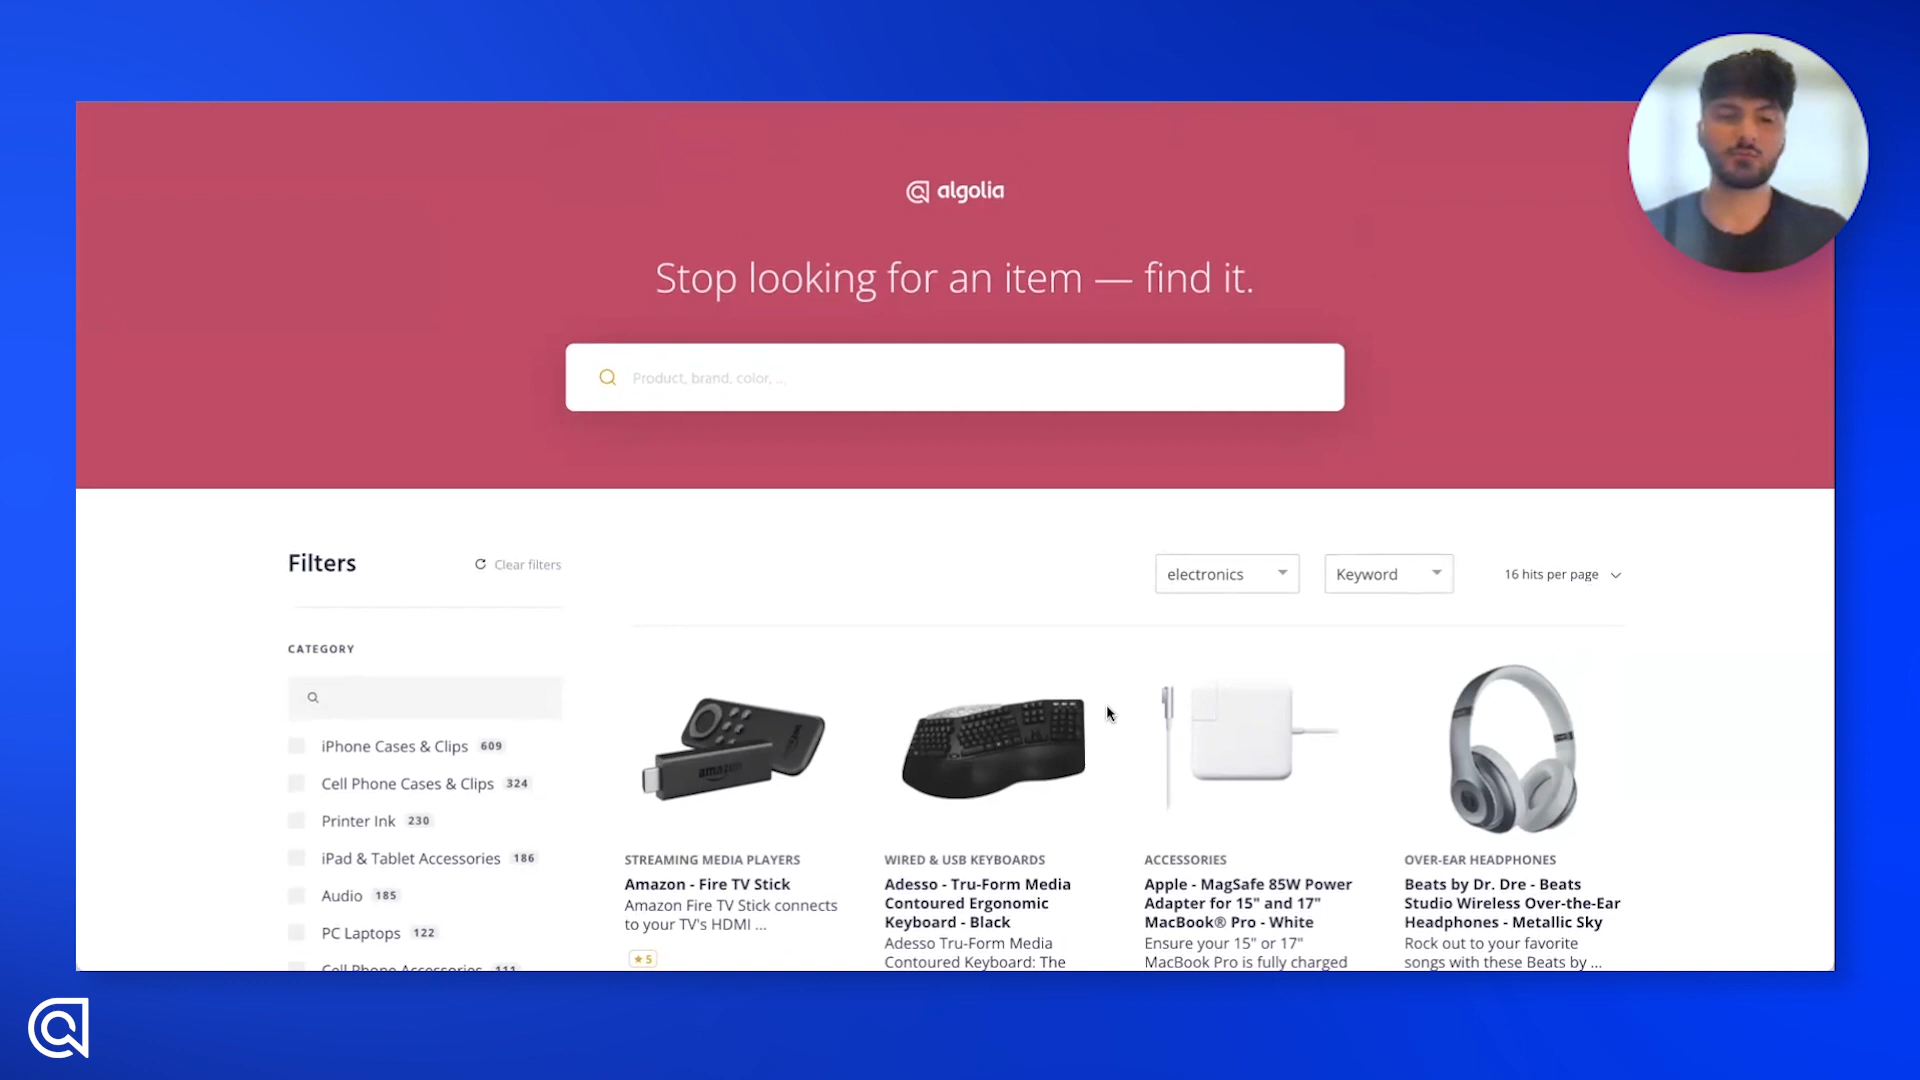 algolia
Stop looking for an item — find it.
Product, brand, color, ...
Filters
Clear filters
electronics
Keyword
16 hits per page
CATEGORY
iPhone Cases & Clips 609
Cell Phone Cases & Clips 324
Printer Ink 230
iPad & Tablet Accessories 186
Audio 185
PC Laptops 122
Cell Phone Accessories 111
amazon
STREAMING MEDIA PLAYERS
Amazon - Fire TV Stick
Amazon Fire TV Stick connects
to your TV's HDMI ...
★ 5
WIRED & USB KEYBOARDS
Adesso - Tru-Form Media
Contoured Ergonomic
Keyboard - Black
Adesso Tru-Form Media
Contoured Keyboard: The
ACCESSORIES
Apple - MagSafe 85W Power
Adapter for 15" and 17"
MacBook® Pro - White
Ensure your 15" or 17"
MacBook Pro is fully charged
OVER-EAR HEADPHONES
Beats by Dr. Dre - Beats
Studio Wireless Over-the-Ear
Headphones - Metallic Sky
Rock out to your favorite
songs with these Beats by ...